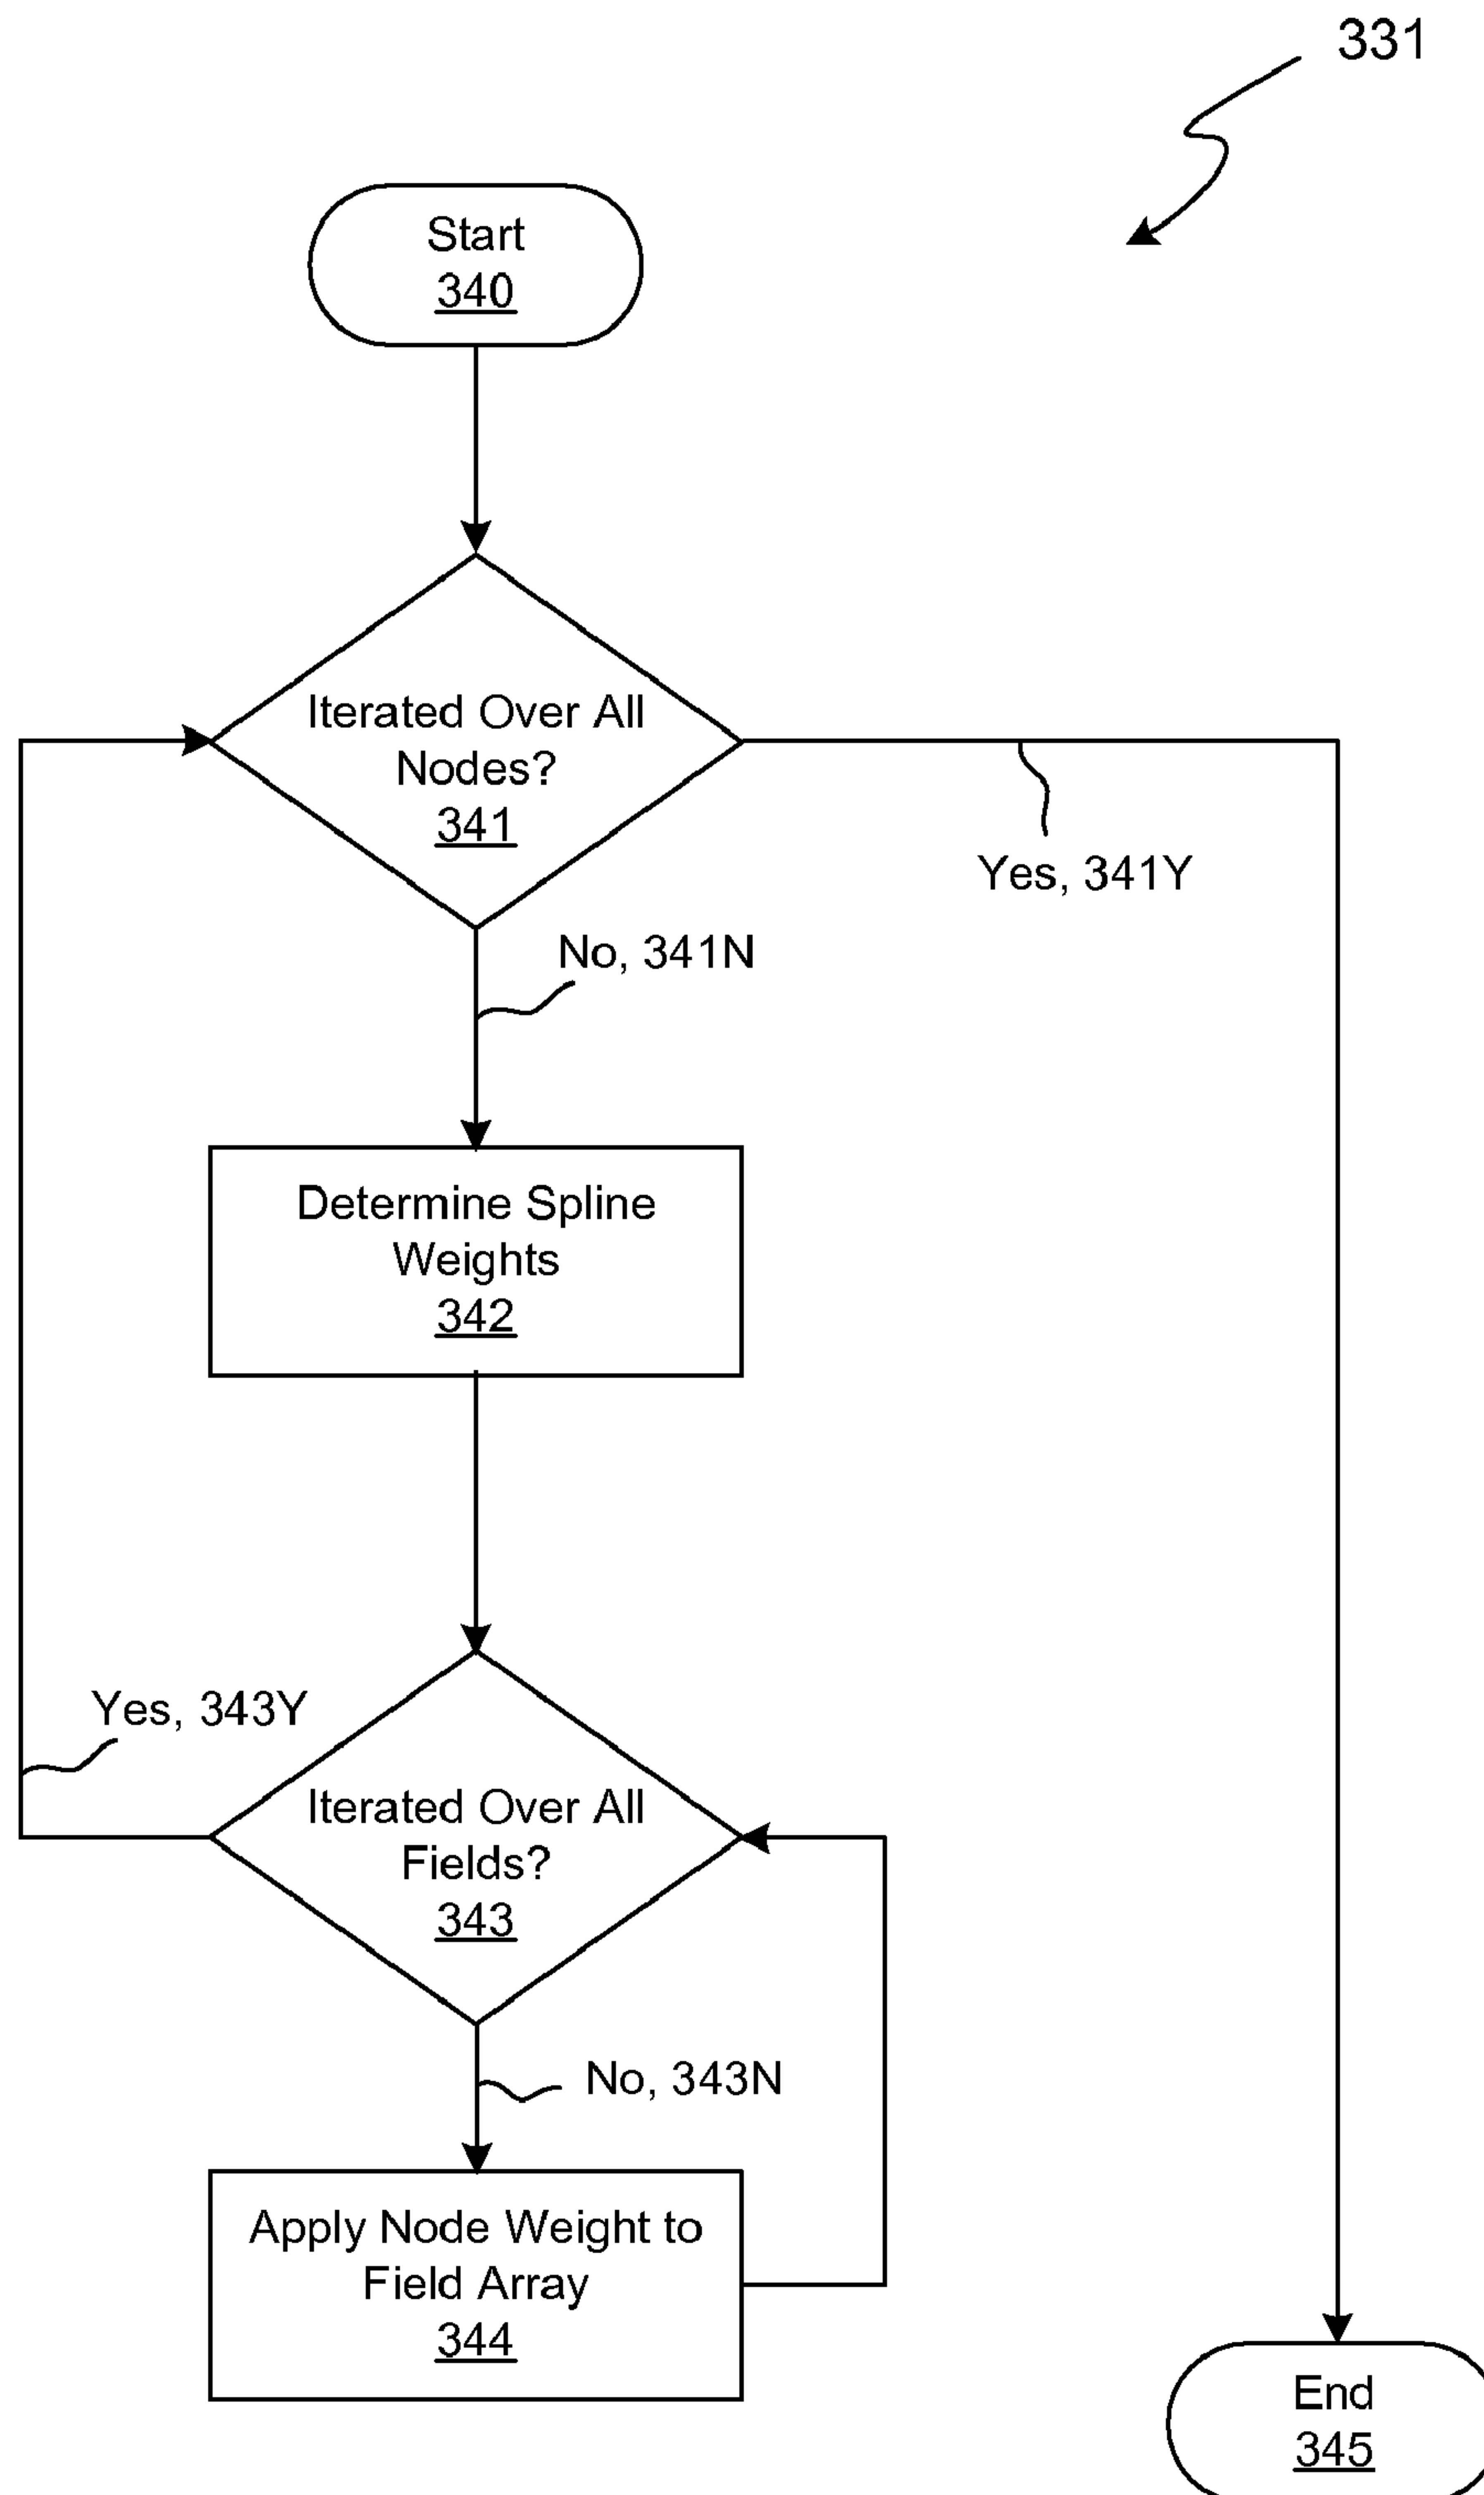 331
Start
340
Iterated Over All
Nodes?
341
Yes, 341Y
No, 341N
Determine Spline
Weights
342
Yes, 343Y
Iterated Over All
Fields?
343
No, 343N
Apply Node Weight to
Field Array
344
End
345